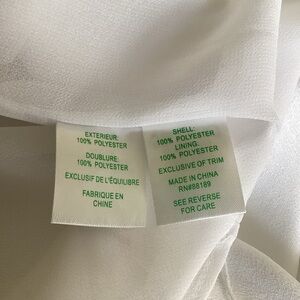 EXTERIEUR:
100% POLYESTER
DOUBLURE:
100% POLYESTER
EXCLUSIF DE L'ÉQUILIBRE
FABRIQUE EN
CHINE
SHELL:
100% POLYESTER
LINING:
100% POLYESTER
EXCLUSIVE OF TRIM
MADE IN CHINA
RN#88189
SEE REVERSE
FOR CARE